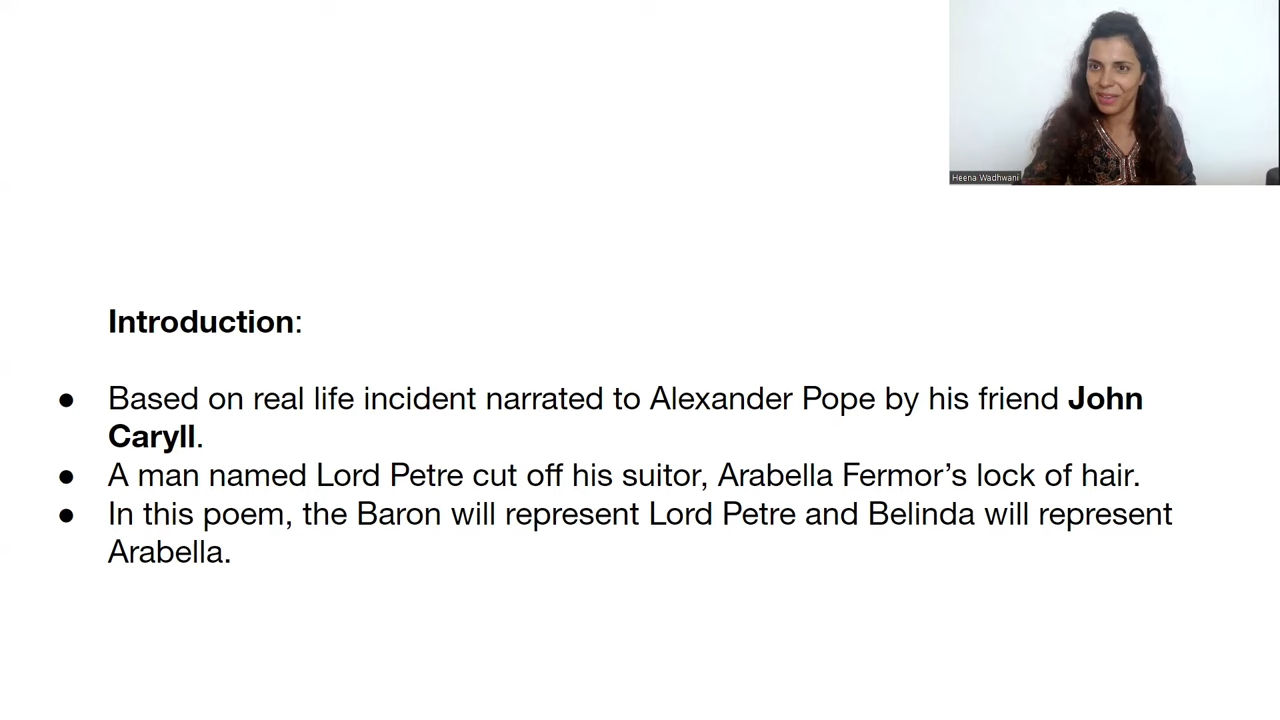 Heena Wadhwani
Introduction:
● Based on real life incident narrated to Alexander Pope by his friend John
Caryll.
● A man named Lord Petre cut off his suitor, Arabella Fermor’s lock of hair.
● In this poem, the Baron will represent Lord Petre and Belinda will represent
Arabella.